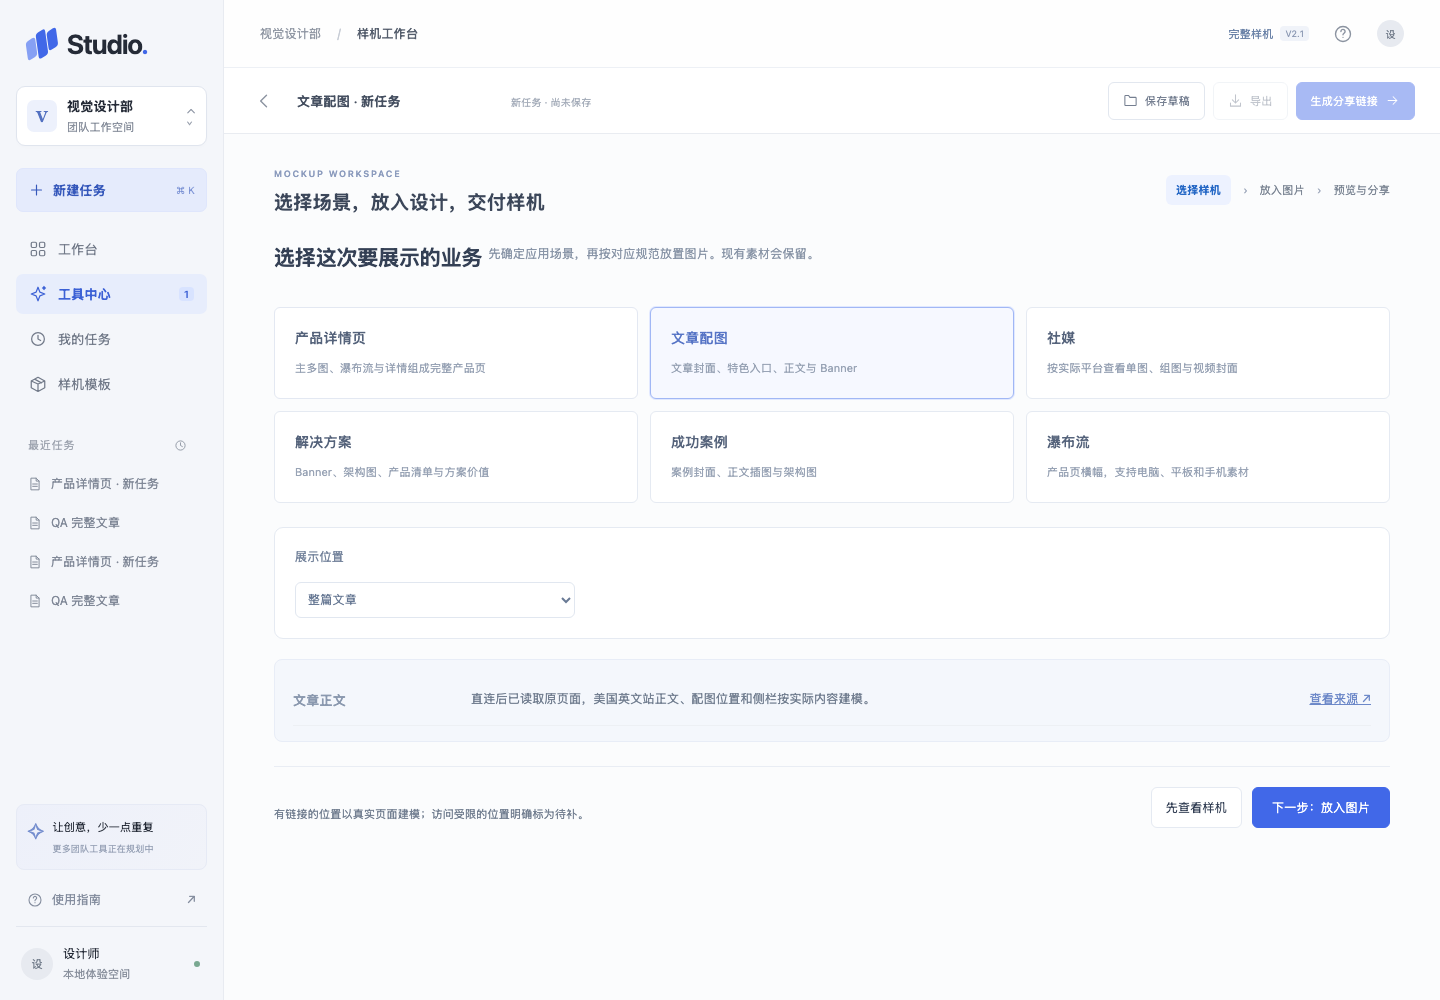 Studio.
V
视觉设计部
团队工作空间
新建任务
⌘ K
工作台
工具中心
1
我的任务
样机模板
最近任务
产品详情页 · 新任务
QA 完整文章
产品详情页 · 新任务
QA 完整文章
让创意，少一点重复
更多团队工具正在规划中
使用指南
设
设计师
本地体验空间
视觉设计部 / 样机工作台
完整样机 V2.1
设
文章配图 · 新任务
新任务 · 尚未保存
保存草稿
导出
生成分享链接
MOCKUP WORKSPACE
选择场景，放入设计，交付样机
选择样机 › 放入图片 › 预览与分享
选择这次要展示的业务 先确定应用场景，再按对应规范放置图片。现有素材会保留。
产品详情页
主多图、瀑布流与详情组成完整产品页
文章配图
文章封面、特色入口、正文与 Banner
社媒
按实际平台查看单图、组图与视频封面
解决方案
Banner、架构图、产品清单与方案价值
成功案例
案例封面、正文插图与架构图
瀑布流
产品页横幅，支持电脑、平板和手机素材
展示位置
整篇文章
文章正文
直连后已读取原页面，美国英文站正文、配图位置和侧栏按实际内容建模。
查看来源 ↗
有链接的位置以真实页面建模；访问受限的位置明确标为待补。
先查看样机
下一步：放入图片